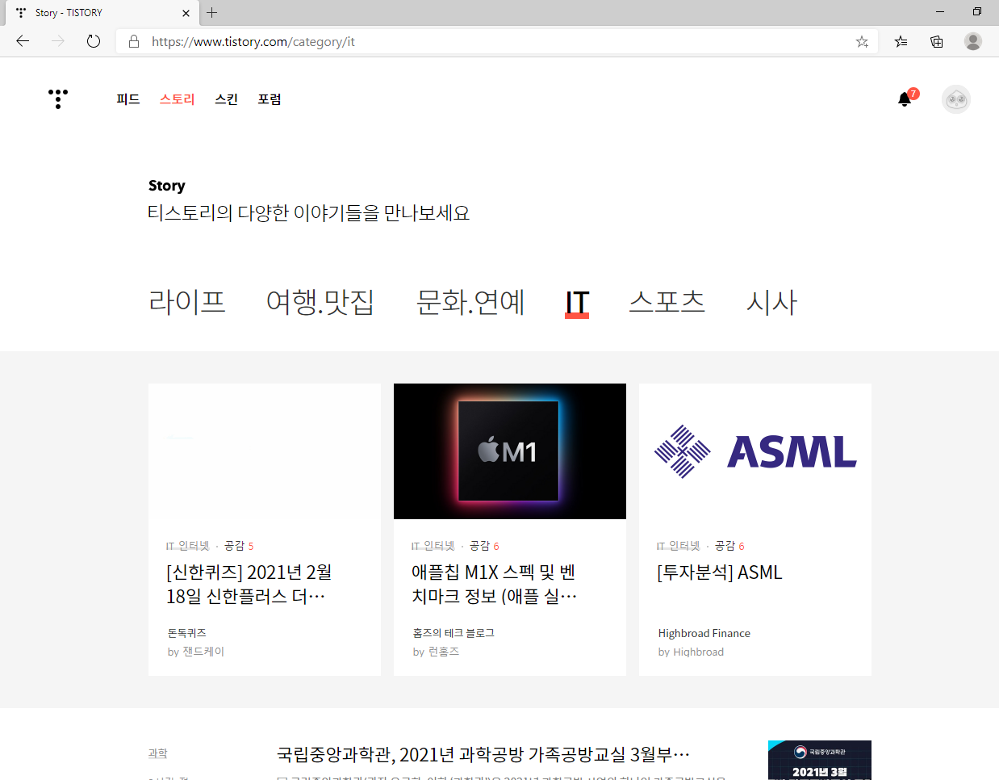 Story - TISTORY
https://www.tistory.com/category/it
피드 스토리 스킨 포럼
7
Story
티스토리의 다양한 이야기들을 만나보세요
라이프 여행.맛집 문화.연예 IT 스포츠 시사
M1
ASML
IT 인터넷 · 공감 5
[신한퀴즈] 2021년 2월
18일 신한플러스 더…
돈독퀴즈
by 잰드케이
IT 인터넷 · 공감 6
애플칩 M1X 스펙 및 벤
치마크 정보 (애플 실…
홈즈의 테크 블로그
by 런홈즈
IT 인터넷 · 공감 6
[투자분석] ASML
Highbroad Finance
by Highbroad
과학
국립중앙과학관, 2021년 과학공방 가족공방교실 3월부…
국립중앙과학관
2021년 3월